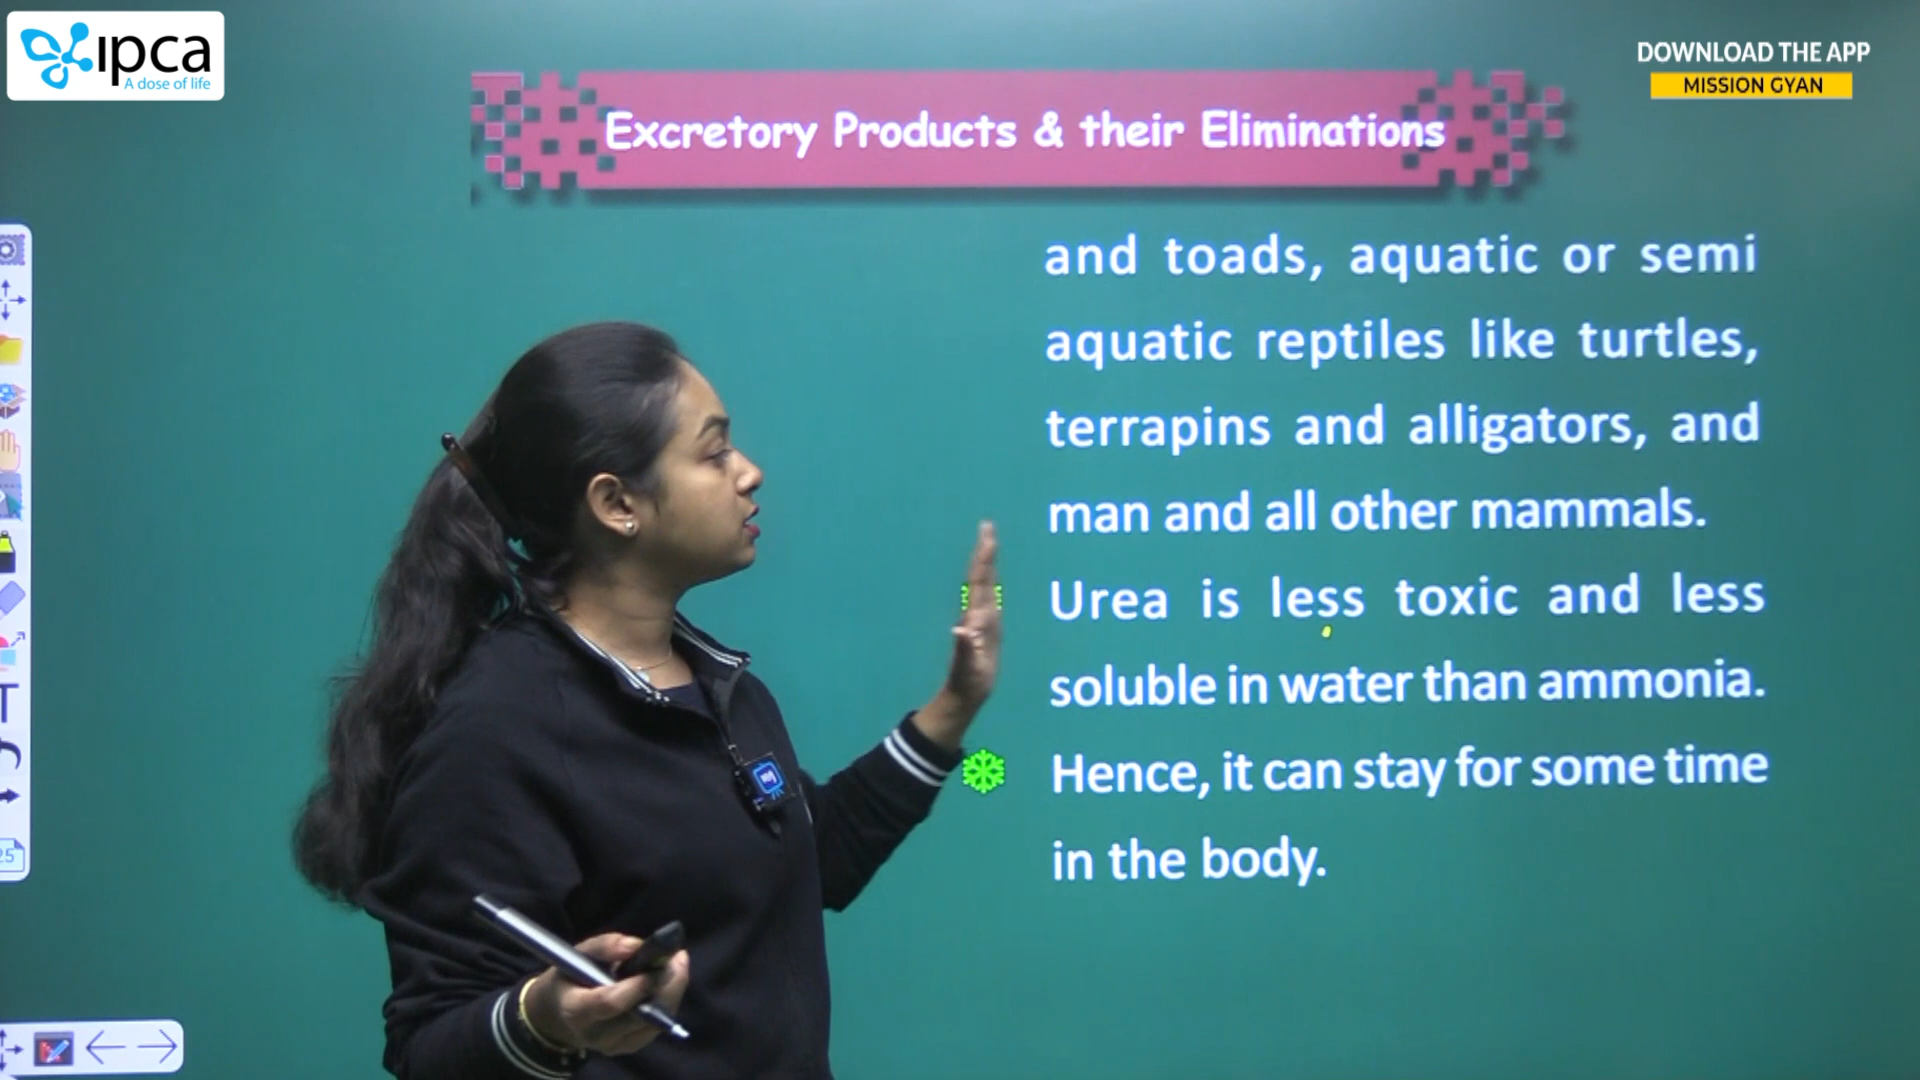 ipca
A dose of life
DOWNLOAD THE APP
MISSION GYAN
Excretory Products & their Eliminations
and toads, aquatic or semi
aquatic reptiles like turtles,
terrapins and alligators, and
man and all other mammals.
Urea is less toxic and less
soluble in water than ammonia.
Hence, it can stay for some time
in the body.
25